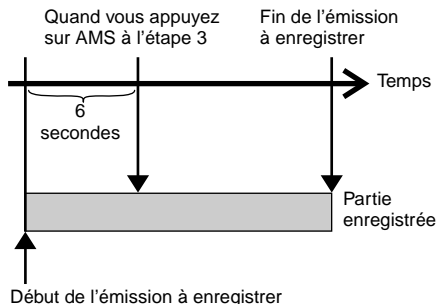 Quand vous appuyez
sur AMS à l'étape 3
Fin de l'émission
à enregistrer
Temps
6
secondes
Partie
enregistrée
Début de l'émission à enregistrer